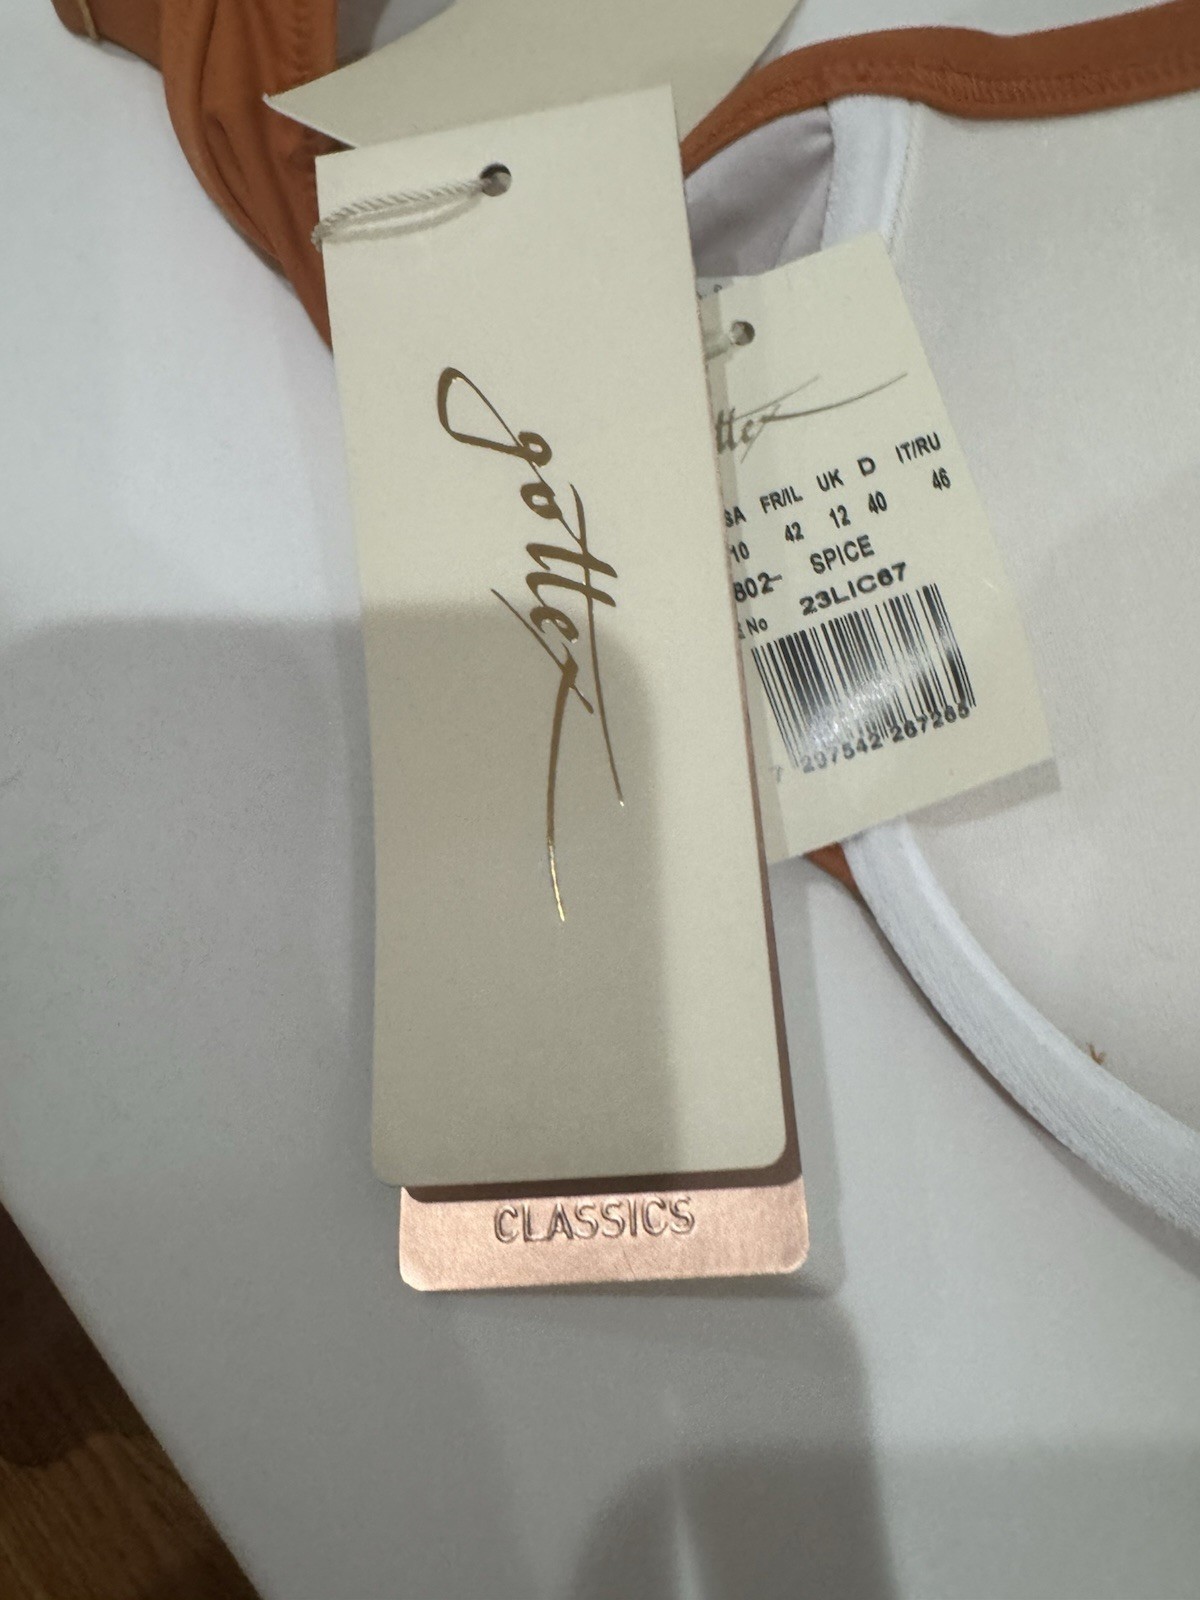 gottex
CLASSICS
ttex
SA FR/IL UK D IT/RU
10 42 12 40 46
802- SPICE
23LIC67
No
7 297542 267265